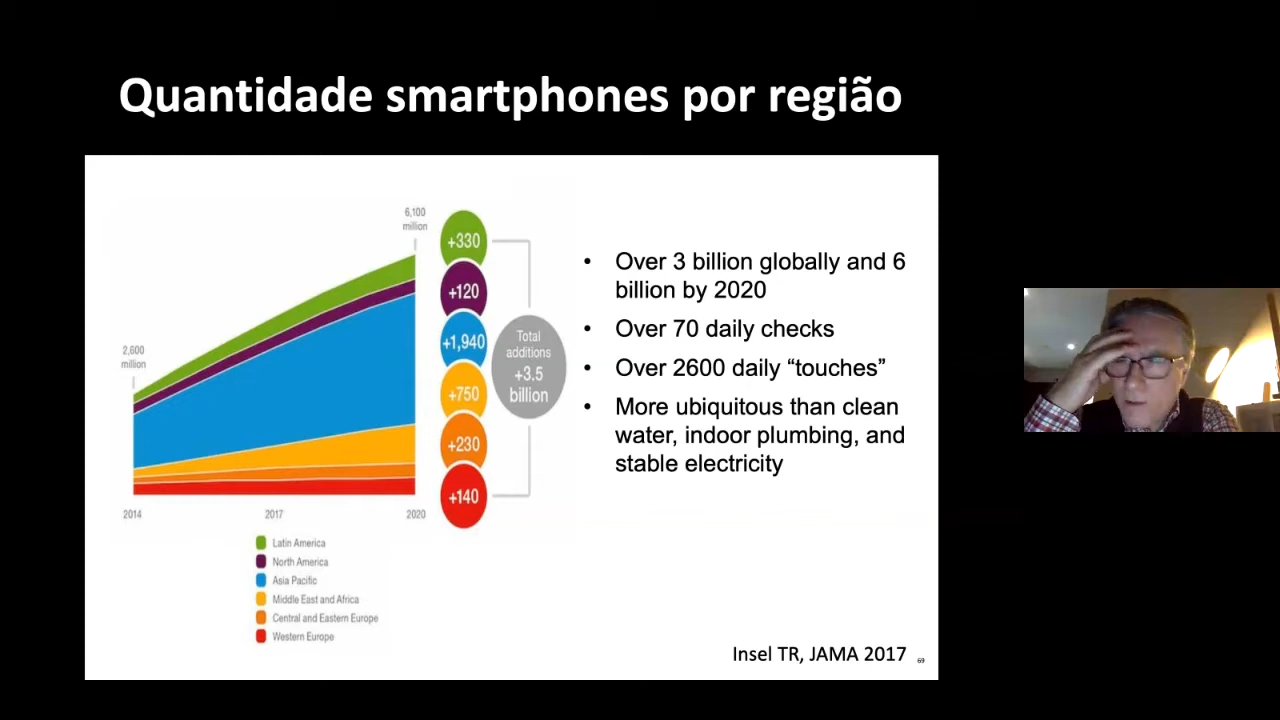 Quantidade smartphones por região
6,100
million
2,600
million
+330
+120
+1,940
+750
+230
+140
Total
additions
+3.5
billion
2014
2017
2020
Latin America
North America
Asia Pacific
Middle East and Africa
Central and Eastern Europe
Western Europe
• Over 3 billion globally and 6
billion by 2020
• Over 70 daily checks
• Over 2600 daily “touches”
• More ubiquitous than clean
water, indoor plumbing, and
stable electricity
Insel TR, JAMA 2017
69